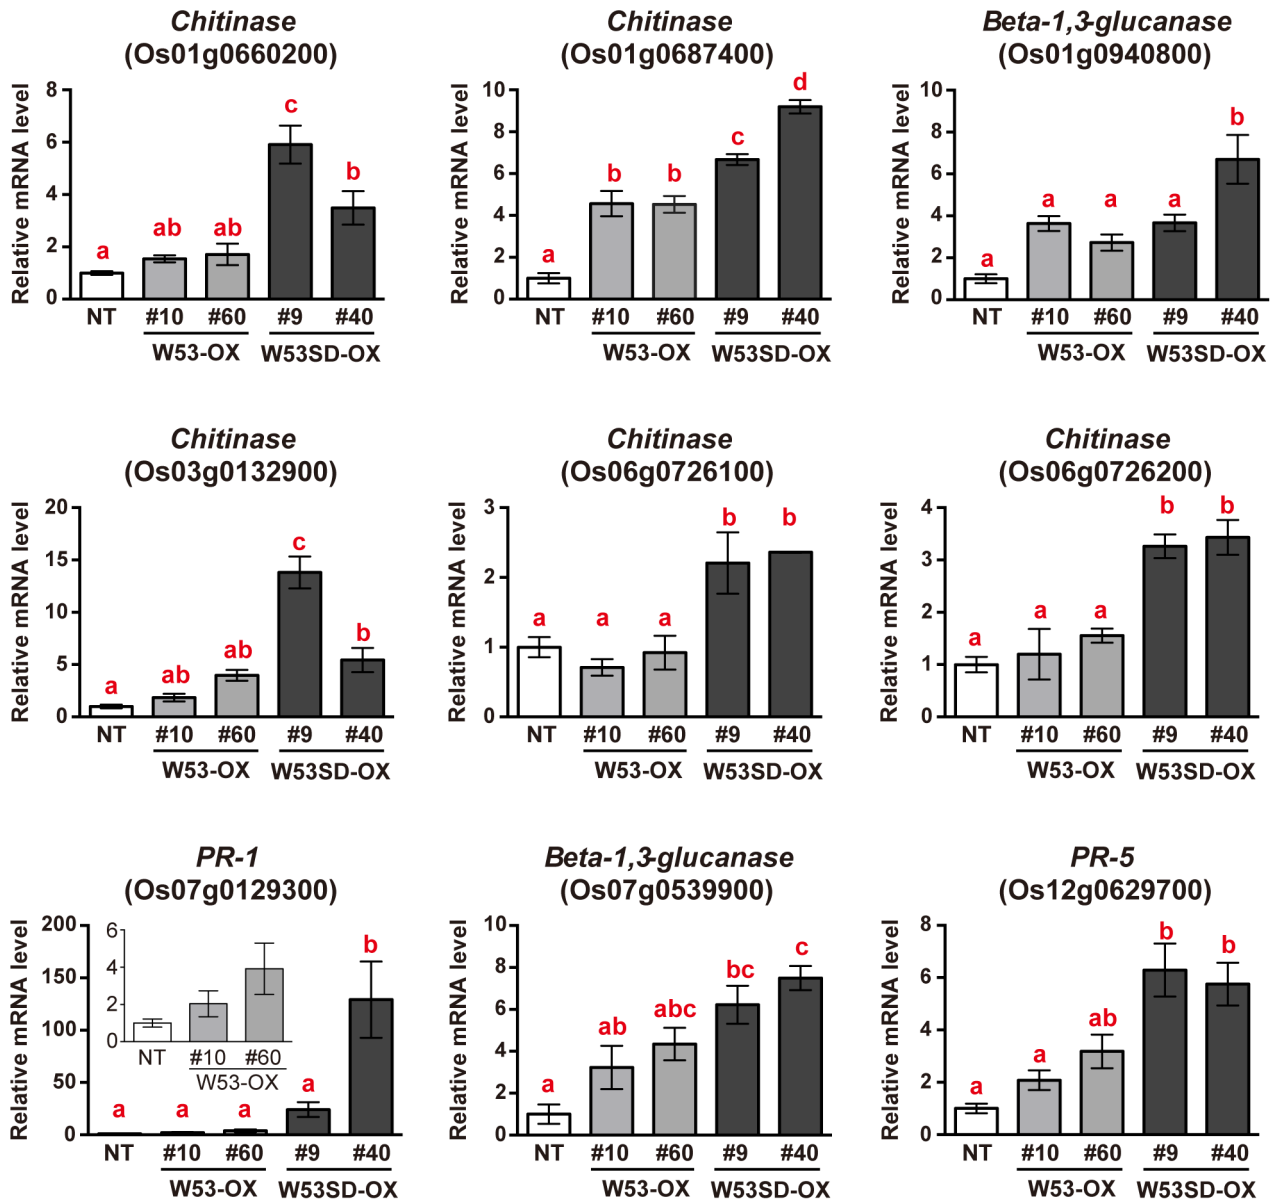 Chitinase
(Os01g0660200)
Relative mRNA level
8
6
4
2
0
a
ab
ab
c
b
NT
#10
#60
#9
#40
W53-OX
W53SD-OX
Chitinase
(Os01g0687400)
Relative mRNA level
10
8
6
4
2
0
a
b
b
c
d
NT
#10
#60
#9
#40
W53-OX
W53SD-OX
Beta-1,3-glucanase
(Os01g0940800)
Relative mRNA level
10
8
6
4
2
0
a
a
a
a
b
NT
#10
#60
#9
#40
W53-OX
W53SD-OX
Chitinase
(Os03g0132900)
Relative mRNA level
20
15
10
5
0
a
ab
ab
c
b
NT
#10
#60
#9
#40
W53-OX
W53SD-OX
Chitinase
(Os06g0726100)
Relative mRNA level
3
2
1
0
a
a
a
b
b
NT
#10
#60
#9
#40
W53-OX
W53SD-OX
Chitinase
(Os06g0726200)
Relative mRNA level
4
3
2
1
0
a
a
a
b
b
NT
#10
#60
#9
#40
W53-OX
W53SD-OX
PR-1
(Os07g0129300)
Relative mRNA level
200
150
100
50
0
6
4
2
0
NT
#10
#60
W53-OX
a
a
a
a
b
NT
#10
#60
#9
#40
W53-OX
W53SD-OX
Beta-1,3-glucanase
(Os07g0539900)
Relative mRNA level
10
8
6
4
2
0
a
ab
abc
bc
c
NT
#10
#60
#9
#40
W53-OX
W53SD-OX
PR-5
(Os12g0629700)
Relative mRNA level
8
6
4
2
0
a
a
ab
b
b
NT
#10
#60
#9
#40
W53-OX
W53SD-OX